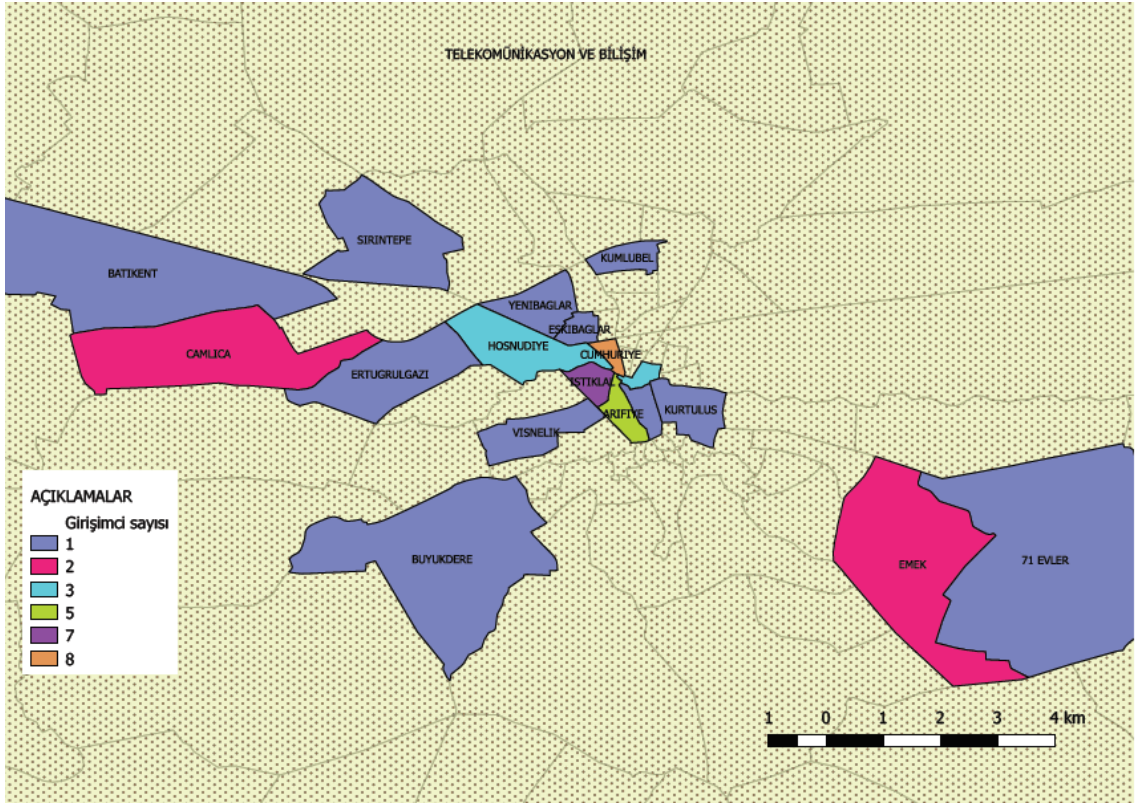 TELEKOMÜNİKASYON VE BİLİŞİM
SIRINTEPE
KUMLUBEL
BATIKENT
YENIBAGLAR
ESKIBAGLAR
HOSNUDIYE
CUMHURIYE
CAMLICA
ERTUGRULGAZI
ISTIKLAL
ARIFIYE
KURTULUS
VISNELIK
BUYUKDERE
EMEK
71 EVLER
AÇIKLAMALAR
Girişimci sayısı
1
2
3
5
7
8
1 0 1 2 3 4 km